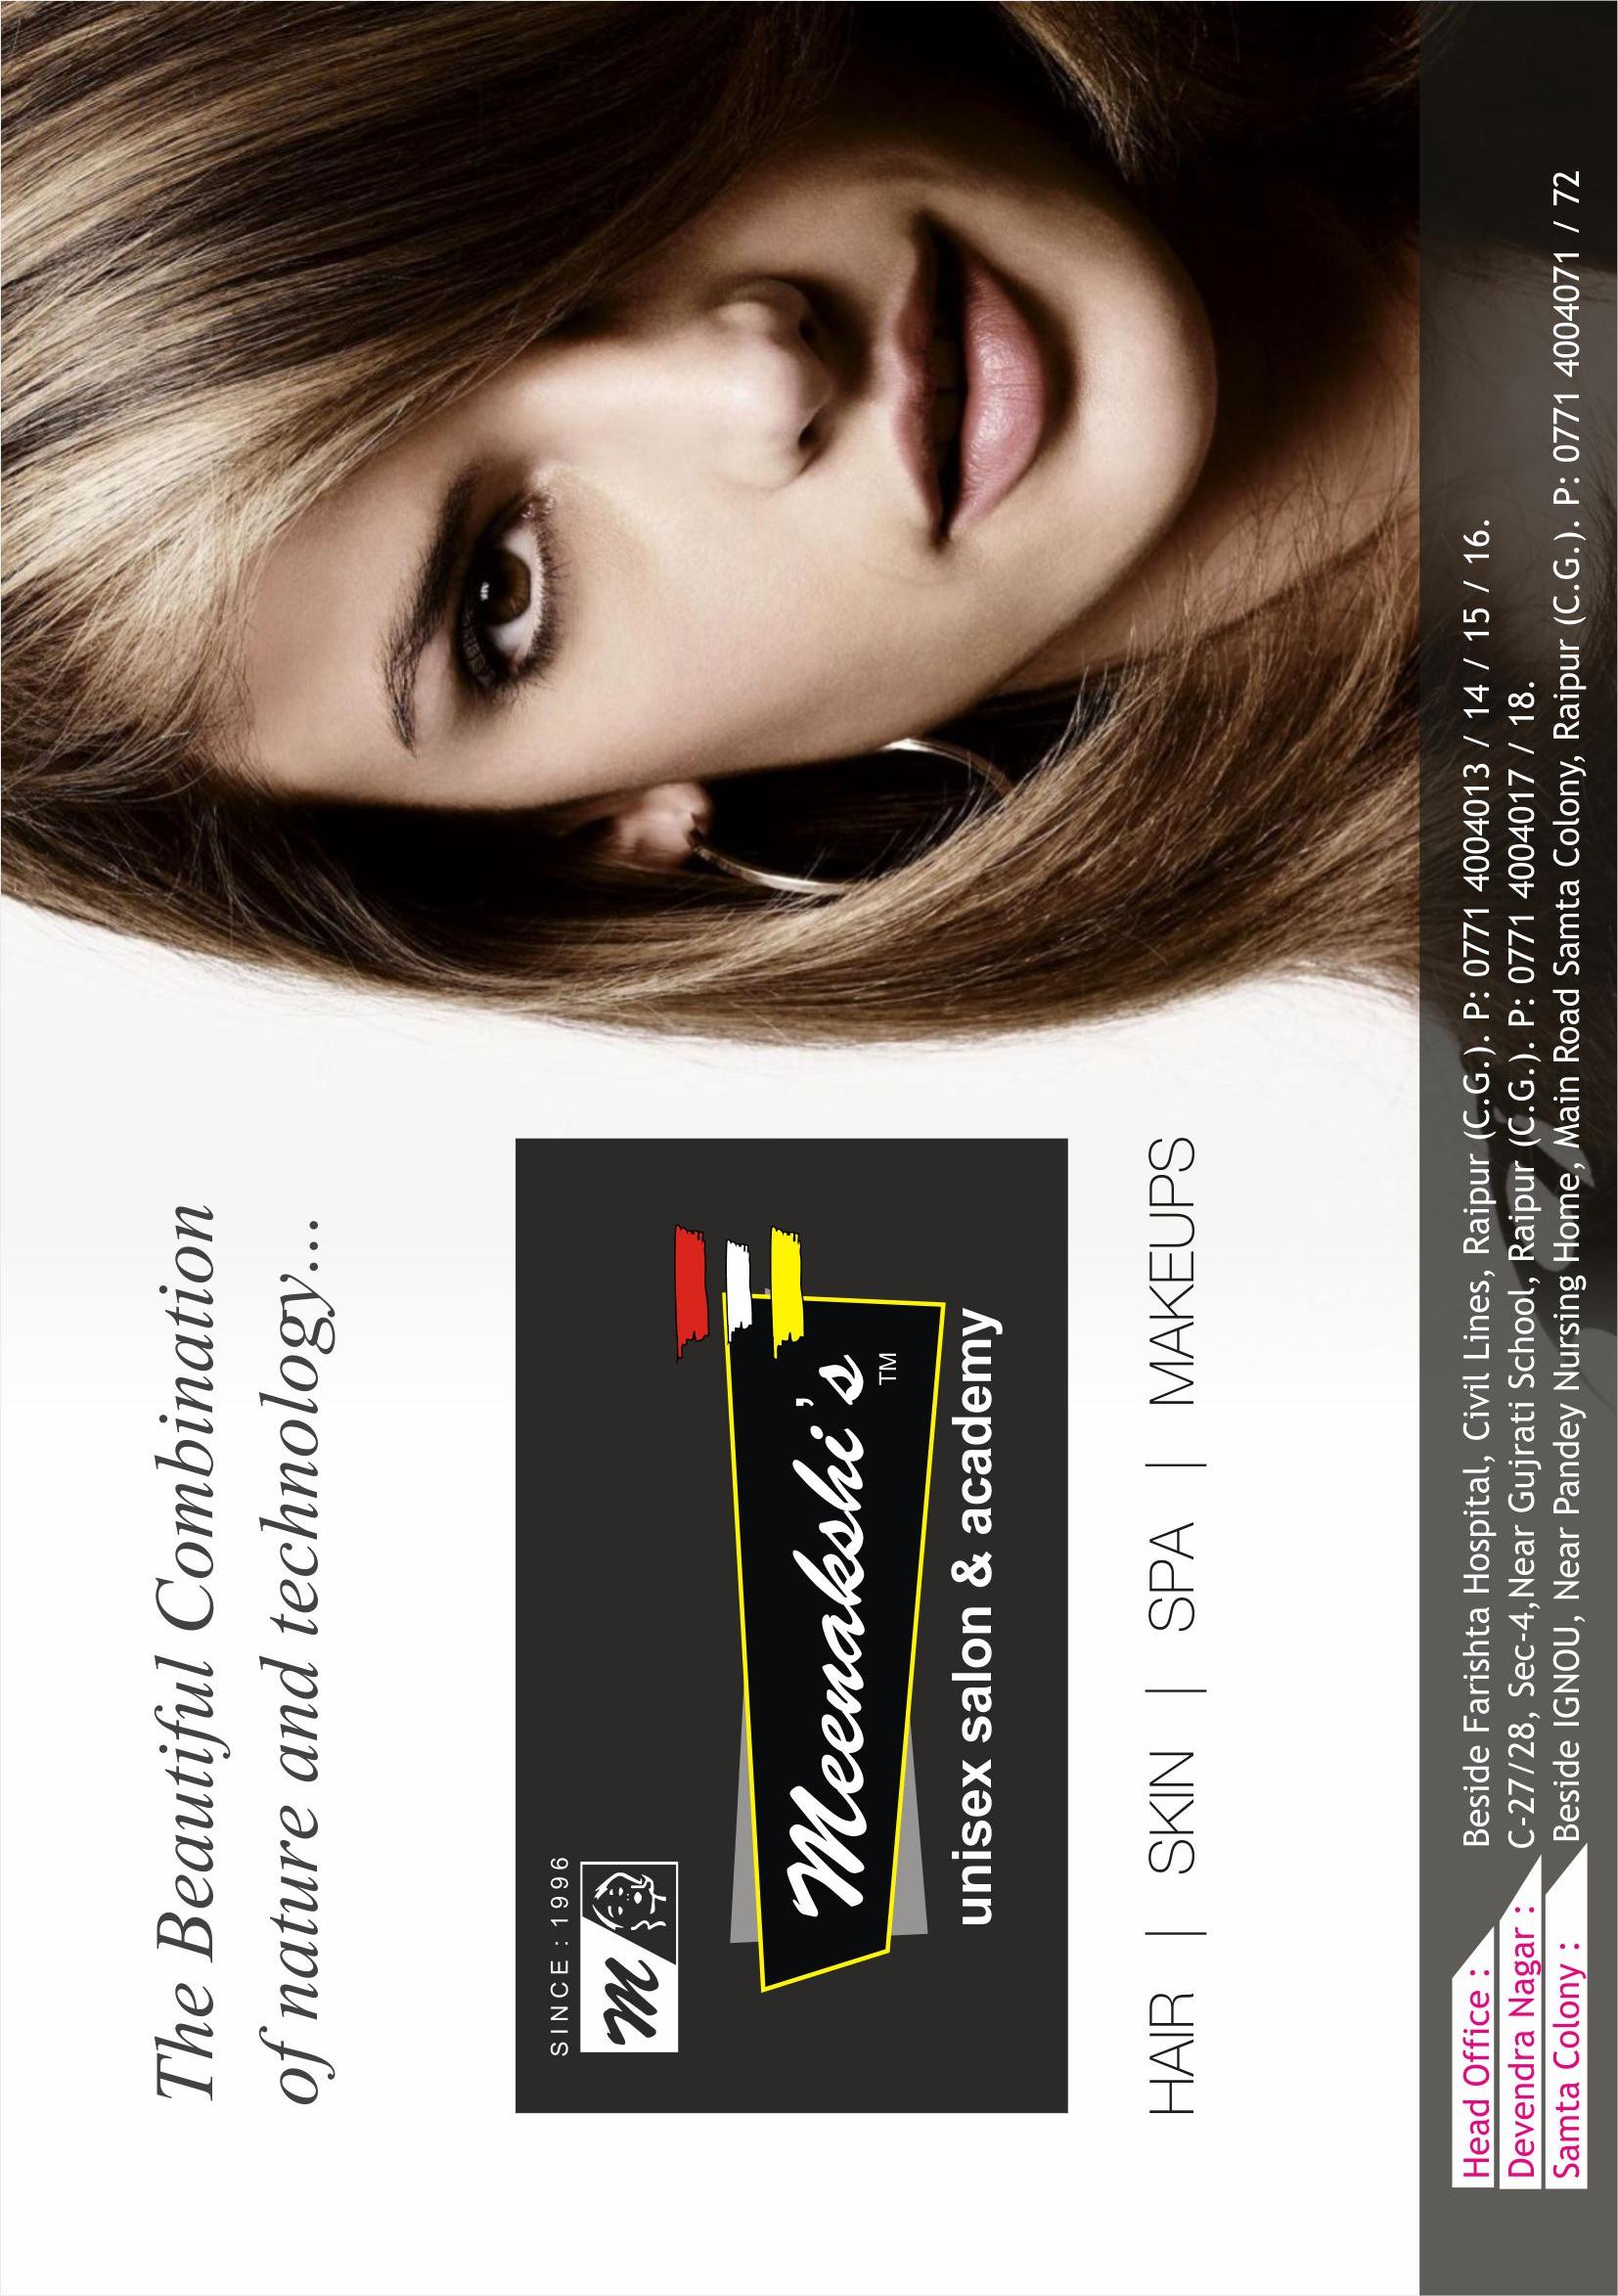 The Beautiful Combination
of nature and technology...
SINCE : 1996
m
Meenakshi's
TM
unisex salon & academy
HAIR | SKIN | SPA | MAKEUPS
Head Office : Beside Farishta Hospital, Civil Lines, Raipur (C.G.). P: 0771 4004013 / 14 / 15 / 16.
Devendra Nagar : C-27/28, Sec-4,Near Gujrati School, Raipur (C.G.). P: 0771 4004017 / 18.
Samta Colony : Beside IGNOU, Near Pandey Nursing Home, Main Road Samta Colony, Raipur (C.G.). P: 0771 4004071 / 72